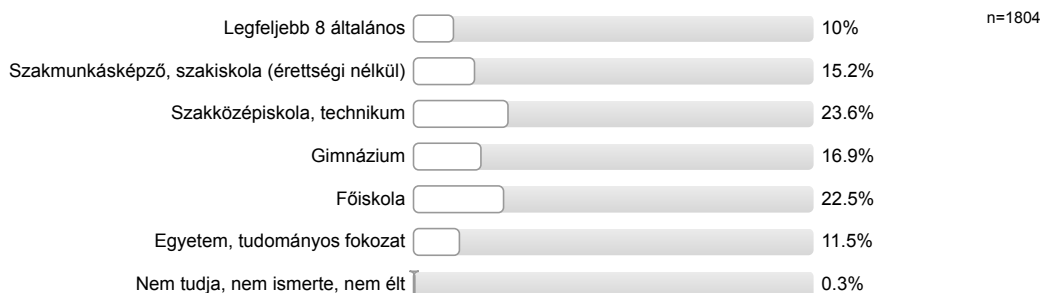 Legfeljebb 8 általános 10% n=1804
Szakmunkásképző, szakiskola (érettségi nélkül) 15.2%
Szakközépiskola, technikum 23.6%
Gimnázium 16.9%
Főiskola 22.5%
Egyetem, tudományos fokozat 11.5%
Nem tudja, nem ismerte, nem élt 0.3%